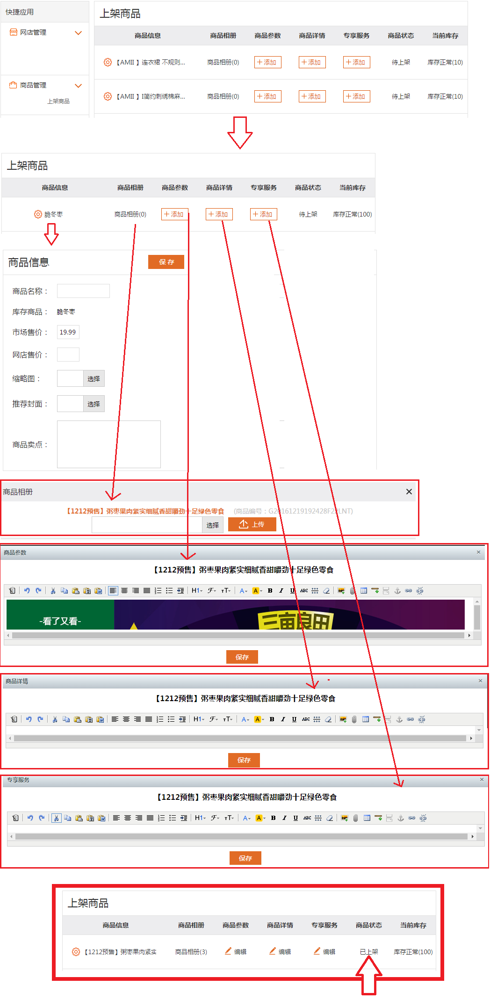 快捷应用
网店管理
商品管理
上架商品
上架商品
商品信息 商品相册 商品参数 商品详情 专享服务 商品状态 当前库存
【AMII 】连衣裙 不规则... 商品相册(0) 添加 添加 添加 待上架 库存正常(10)
【AMII 】I简约刺绣棉麻... 商品相册(0) 添加 添加 添加 待上架 库存正常(10)
上架商品
商品信息 商品相册 商品参数 商品详情 专享服务 商品状态 当前库存
脆冬枣 商品相册(0) 添加 添加 添加 待上架 库存正常(100)
商品信息 保 存
商品名称：
库存商品： 脆冬枣
市场售价： 19.99
网店售价：
缩略图： 选择
推荐封面： 选择
商品卖点：
商品相册 ×
【1212预售】粥枣果肉紧实细腻香甜嚼劲十足绿色零食 (商品编号：G20161219192428F22LNT)
选择 上传
商品参数 ×
【1212预售】粥枣果肉紧实细腻香甜嚼劲十足绿色零食
H1 F TT A A B I U ABC
-看了又看- 三亩良田
保存
商品详情 ×
【1212预售】粥枣果肉紧实细腻香甜嚼劲十足绿色零食
H1 F TT A A B I U ABC
保存
专享服务 ×
【1212预售】粥枣果肉紧实细腻香甜嚼劲十足绿色零食
H1 F TT A A B I U ABC
保存
上架商品
商品信息 商品相册 商品参数 商品详情 专享服务 商品状态 当前库存
【1212预售】粥枣果肉紧实 商品相册(3) 编辑 编辑 编辑 已上架 库存正常(100)